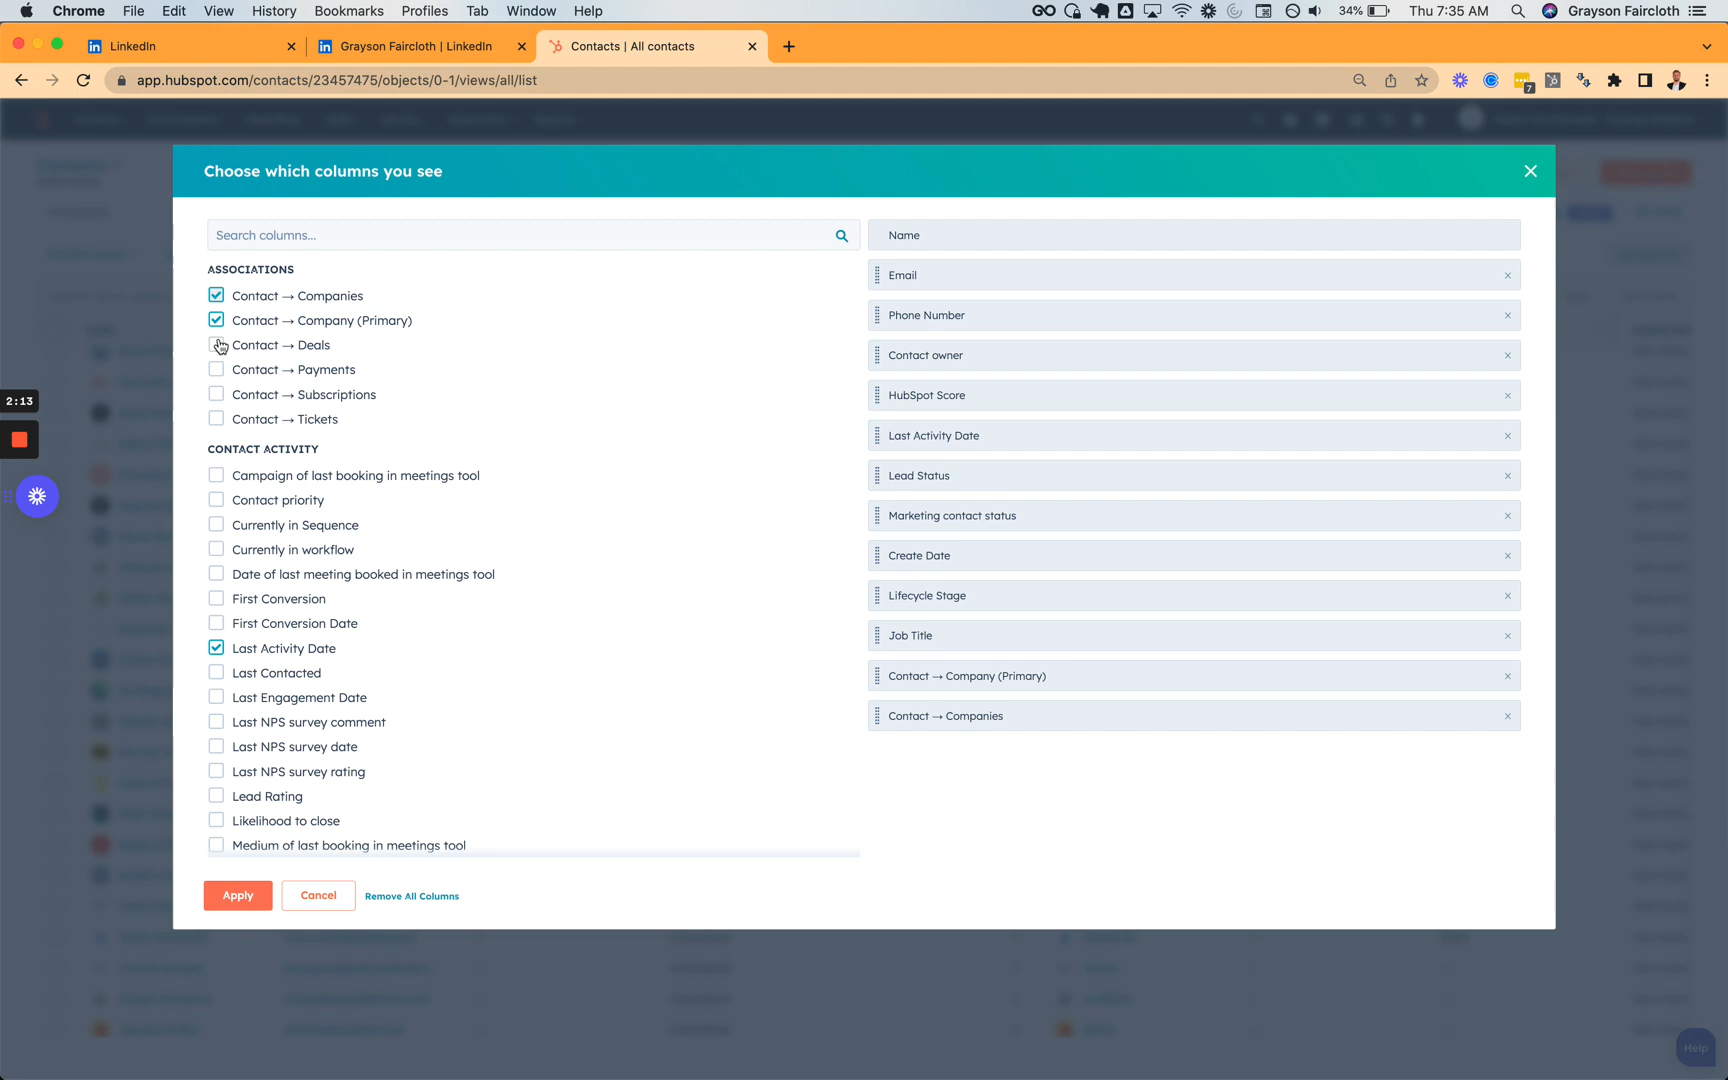 Chrome File Edit View History Bookmarks Profiles Tab Window Help 34% Thu 7:35 AM Grayson Faircloth
LinkedIn Grayson Faircloth | LinkedIn Contacts | All contacts
app.hubspot.com/contacts/23457475/objects/0-1/views/all/list
7
Choose which columns you see
Search columns...
ASSOCIATIONS
Contact → Companies
Contact → Company (Primary)
Contact → Deals
Contact → Payments
Contact → Subscriptions
Contact → Tickets
CONTACT ACTIVITY
Campaign of last booking in meetings tool
Contact priority
Currently in Sequence
Currently in workflow
Date of last meeting booked in meetings tool
First Conversion
First Conversion Date
Last Activity Date
Last Contacted
Last Engagement Date
Last NPS survey comment
Last NPS survey date
Last NPS survey rating
Lead Rating
Likelihood to close
Medium of last booking in meetings tool
Name
Email
Phone Number
Contact owner
HubSpot Score
Last Activity Date
Lead Status
Marketing contact status
Create Date
Lifecycle Stage
Job Title
Contact → Company (Primary)
Contact → Companies
Apply Cancel Remove All Columns
2:13
Help